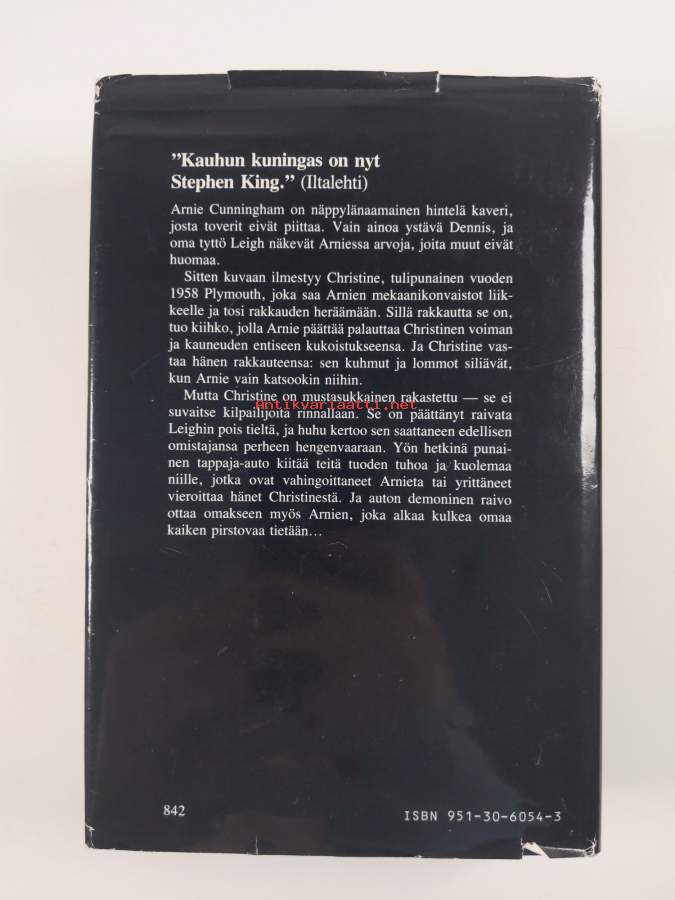 ”Kauhun kuningas on nyt
Stephen King.” (Iltalehti)
Arnie Cunningham on näppylänaamainen hintelä kaveri,
josta toverit eivät piittaa. Vain ainoa ystävä Dennis, ja
oma tyttö Leigh näkevät Arniessa arvoja, joita muut eivät
huomaa.
Sitten kuvaan ilmestyy Christine, tulipunainen vuoden
1958 Plymouth, joka saa Arnien mekaanikonvaistot liik-
keelle ja tosi rakkauden heräämään. Sillä rakkautta se on,
tuo kiihko, jolla Arnie päättää palauttaa Christinen voiman
ja kauneuden entiseen kukoistukseensa. Ja Christine vas-
taa hänen rakkauteensa: sen kuhmut ja lommot siliävät,
kun Arnie vain katsookin niihin.
Mutta Christine on mustasukkainen rakastettu — se ei
suvaitse kilpailijoita rinnallaan. Se on päättänyt raivata
Antikvariaatti.net
Leighin pois tieltä, ja huhu kertoo sen saattaneen edellisen
omistajansa perheen hengenvaaraan. Yön hetkinä punai-
nen tappaja-auto kiitää teitä tuoden tuhoa ja kuolemaa
niille, jotka ovat vahingoittaneet Arnieta tai yrittäneet
vieroittaa hänet Christinestä. Ja auton demoninen raivo
ottaa omakseen myös Arnien, joka alkaa kulkea omaa
kaiken pirstovaa tietään...
842
ISBN 951-30-6054-3